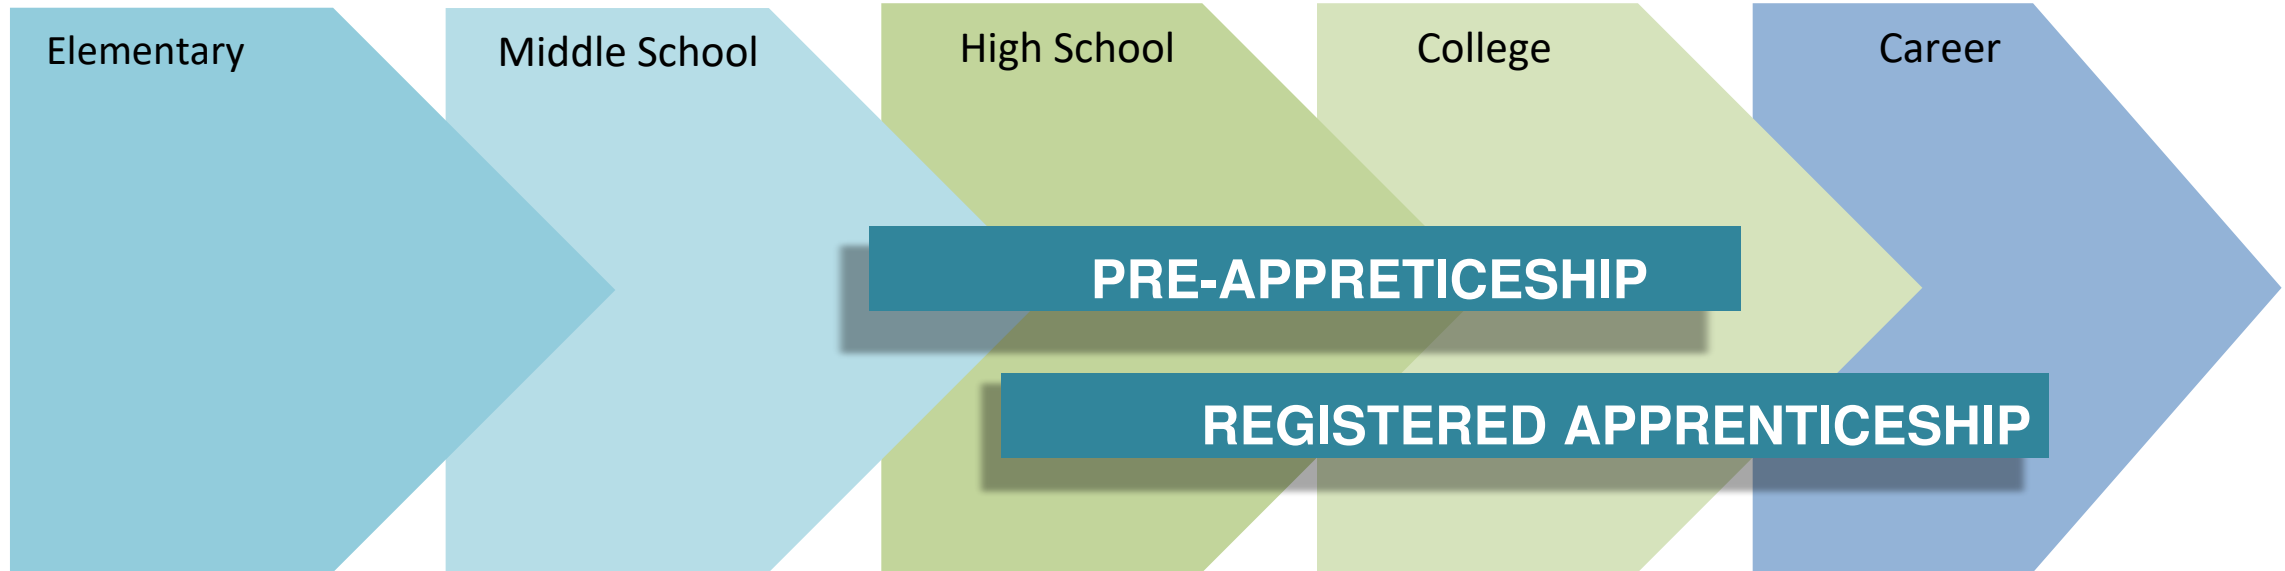 Elementary
Middle School
High School
College
Career
PRE-APPRETICESHIP
REGISTERED APPRENTICESHIP